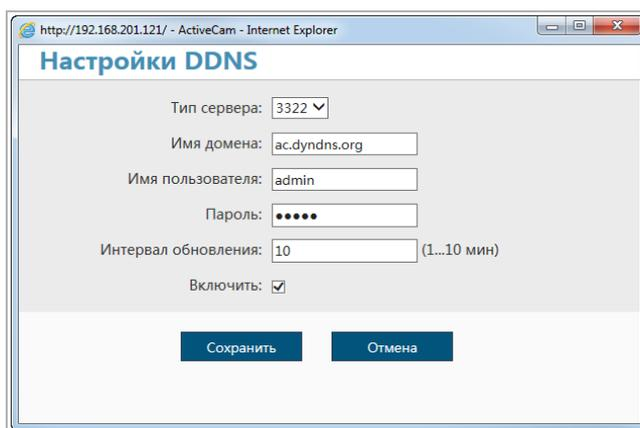 http://192.168.201.121/ - ActiveCam - Internet Explorer
Настройки DDNS
Тип сервера: 3322
Имя домена: ac.dyndns.org
Имя пользователя: admin
Пароль: •••••
Интервал обновления: 10 (1...10 мин)
Включить:
Сохранить Отмена